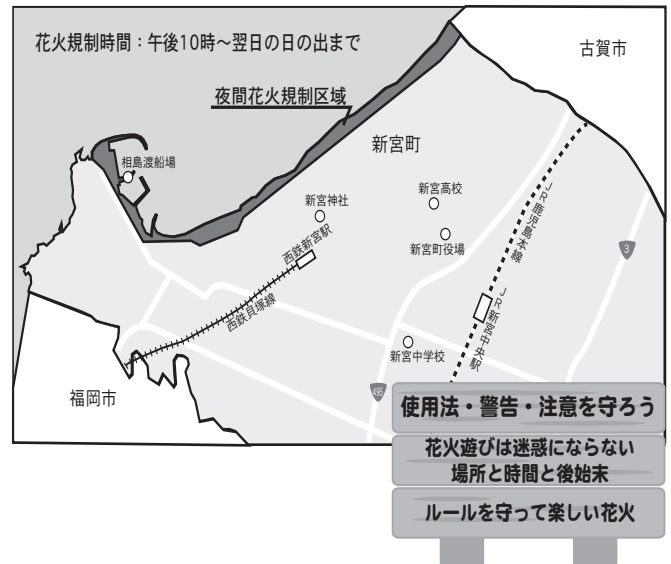 花火規制時間：午後10時～翌日の日の出まで
古賀市
夜間花火規制区域
新宮町
相島渡船場
新宮神社
新宮高校
新宮町役場
西鉄新宮駅
西鉄貝塚線
JR鹿児島本線
3
JR新宮中央駅
新宮中学校
福岡市
495
使用法・警告・注意を守ろう
花火遊びは迷惑にならない
場所と時間と後始末
ルールを守って楽しい花火